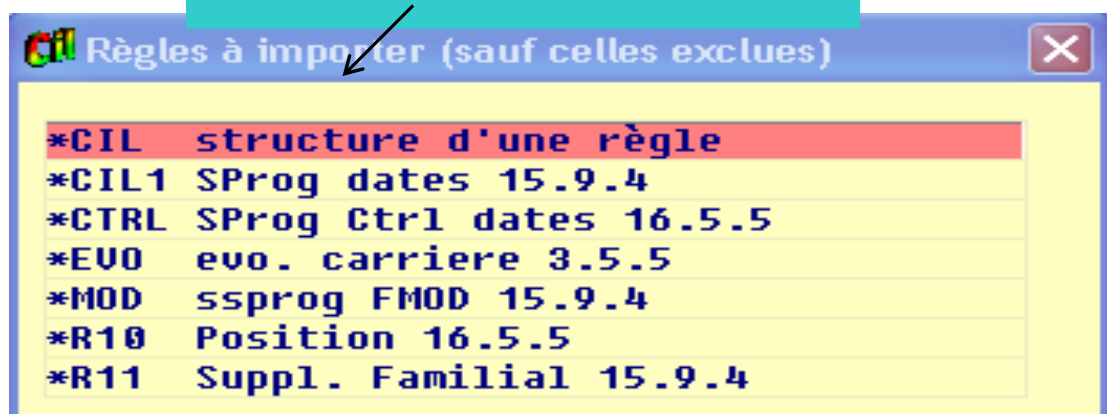 Cil Règles à importer (sauf celles exclues)
*CIL structure d'une règle
*CIL1 SProg dates 15.9.4
*CTRL SProg Ctrl dates 16.5.5
*EVO evo. carriere 3.5.5
*MOD ssprog FMOD 15.9.4
*R10 Position 16.5.5
*R11 Suppl. Familial 15.9.4